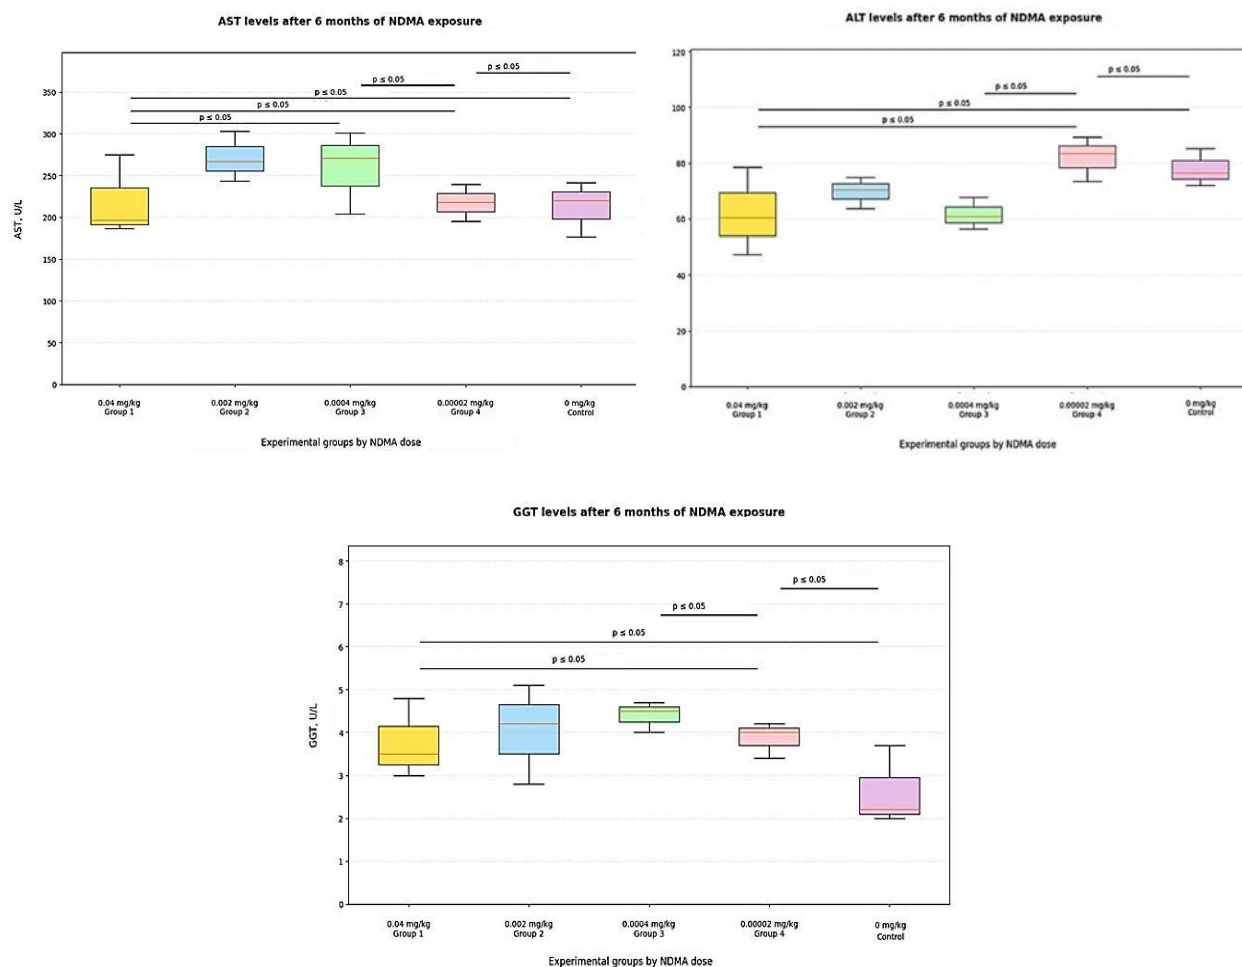 AST levels after 6 months of NDMA exposure
p ≤ 0.05
p ≤ 0.05
p ≤ 0.05
p ≤ 0.05
p ≤ 0.05
350
300
250
200
150
100
50
0
AST, U/L
0.04 mg/kg
Group 1
0.002 mg/kg
Group 2
0.0004 mg/kg
Group 3
0.00002 mg/kg
Group 4
0 mg/kg
Control
Experimental groups by NDMA dose
ALT levels after 6 months of NDMA exposure
p ≤ 0.05
p ≤ 0.05
p ≤ 0.05
p ≤ 0.05
120
100
80
60
40
20
0
0.04 mg/kg
Group 1
0.002 mg/kg
Group 2
0.0004 mg/kg
Group 3
0.00002 mg/kg
Group 4
0 mg/kg
Control
Experimental groups by NDMA dose
GGT levels after 6 months of NDMA exposure
p ≤ 0.05
p ≤ 0.05
p ≤ 0.05
p ≤ 0.05
8
7
6
5
4
3
2
1
0
GGT, U/L
0.04 mg/kg
Group 1
0.002 mg/kg
Group 2
0.0004 mg/kg
Group 3
0.00002 mg/kg
Group 4
0 mg/kg
Control
Experimental groups by NDMA dose